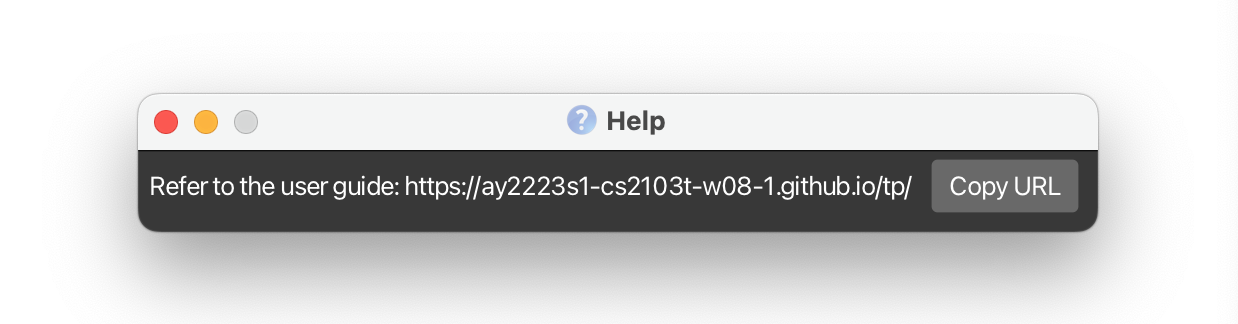 Help
Refer to the user guide: https://ay2223s1-cs2103t-w08-1.github.io/tp/ Copy URL